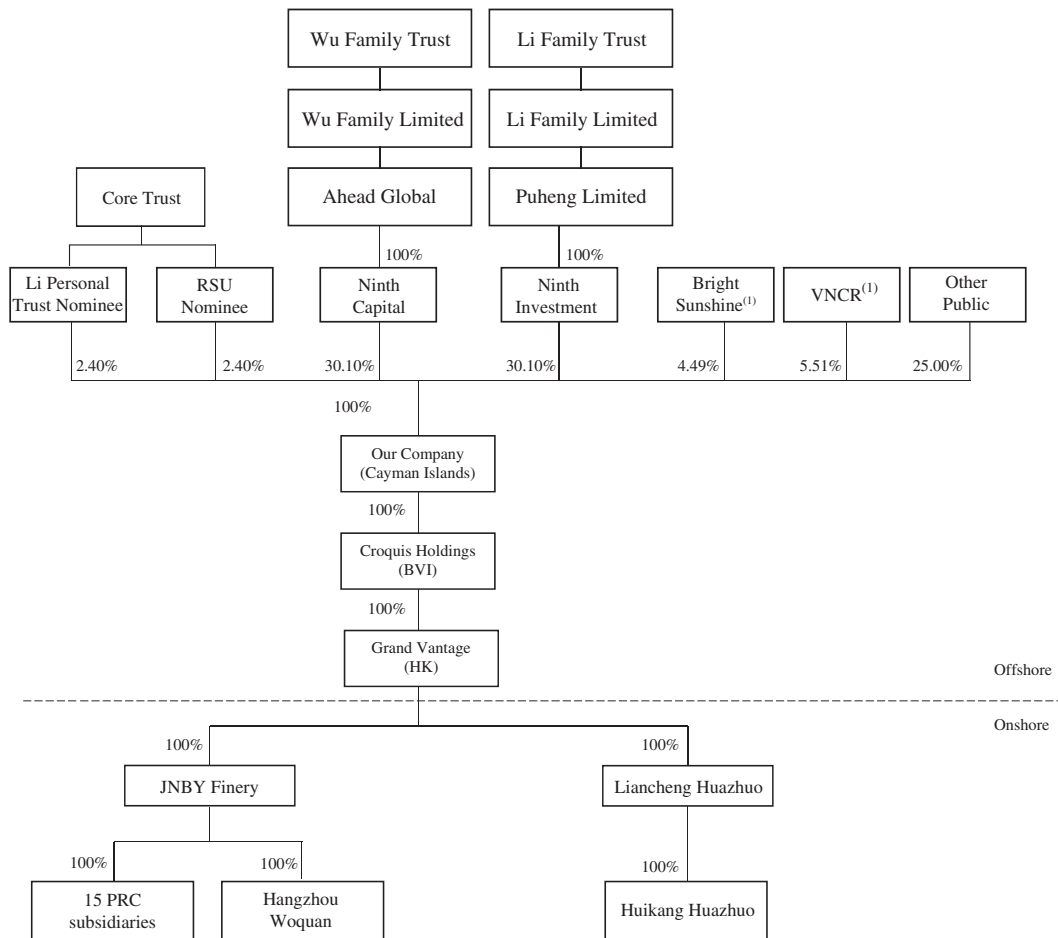 Wu Family Trust
Li Family Trust
Wu Family Limited
Li Family Limited
Core Trust
Ahead Global
Puheng Limited
100%
100%
Li Personal
Trust Nominee
RSU
Nominee
Ninth
Capital
Ninth
Investment
Bright
Sunshine(1)
VNCR(1)
Other
Public
2.40%
2.40%
30.10%
30.10%
4.49%
5.51%
25.00%
100%
Our Company
(Cayman Islands)
100%
Croquis Holdings
(BVI)
100%
Grand Vantage
(HK)
Offshore
Onshore
100%
100%
JNBY Finery
Liancheng Huazhuo
100%
100%
100%
15 PRC
subsidiaries
Hangzhou
Woquan
Huikang Huazhuo